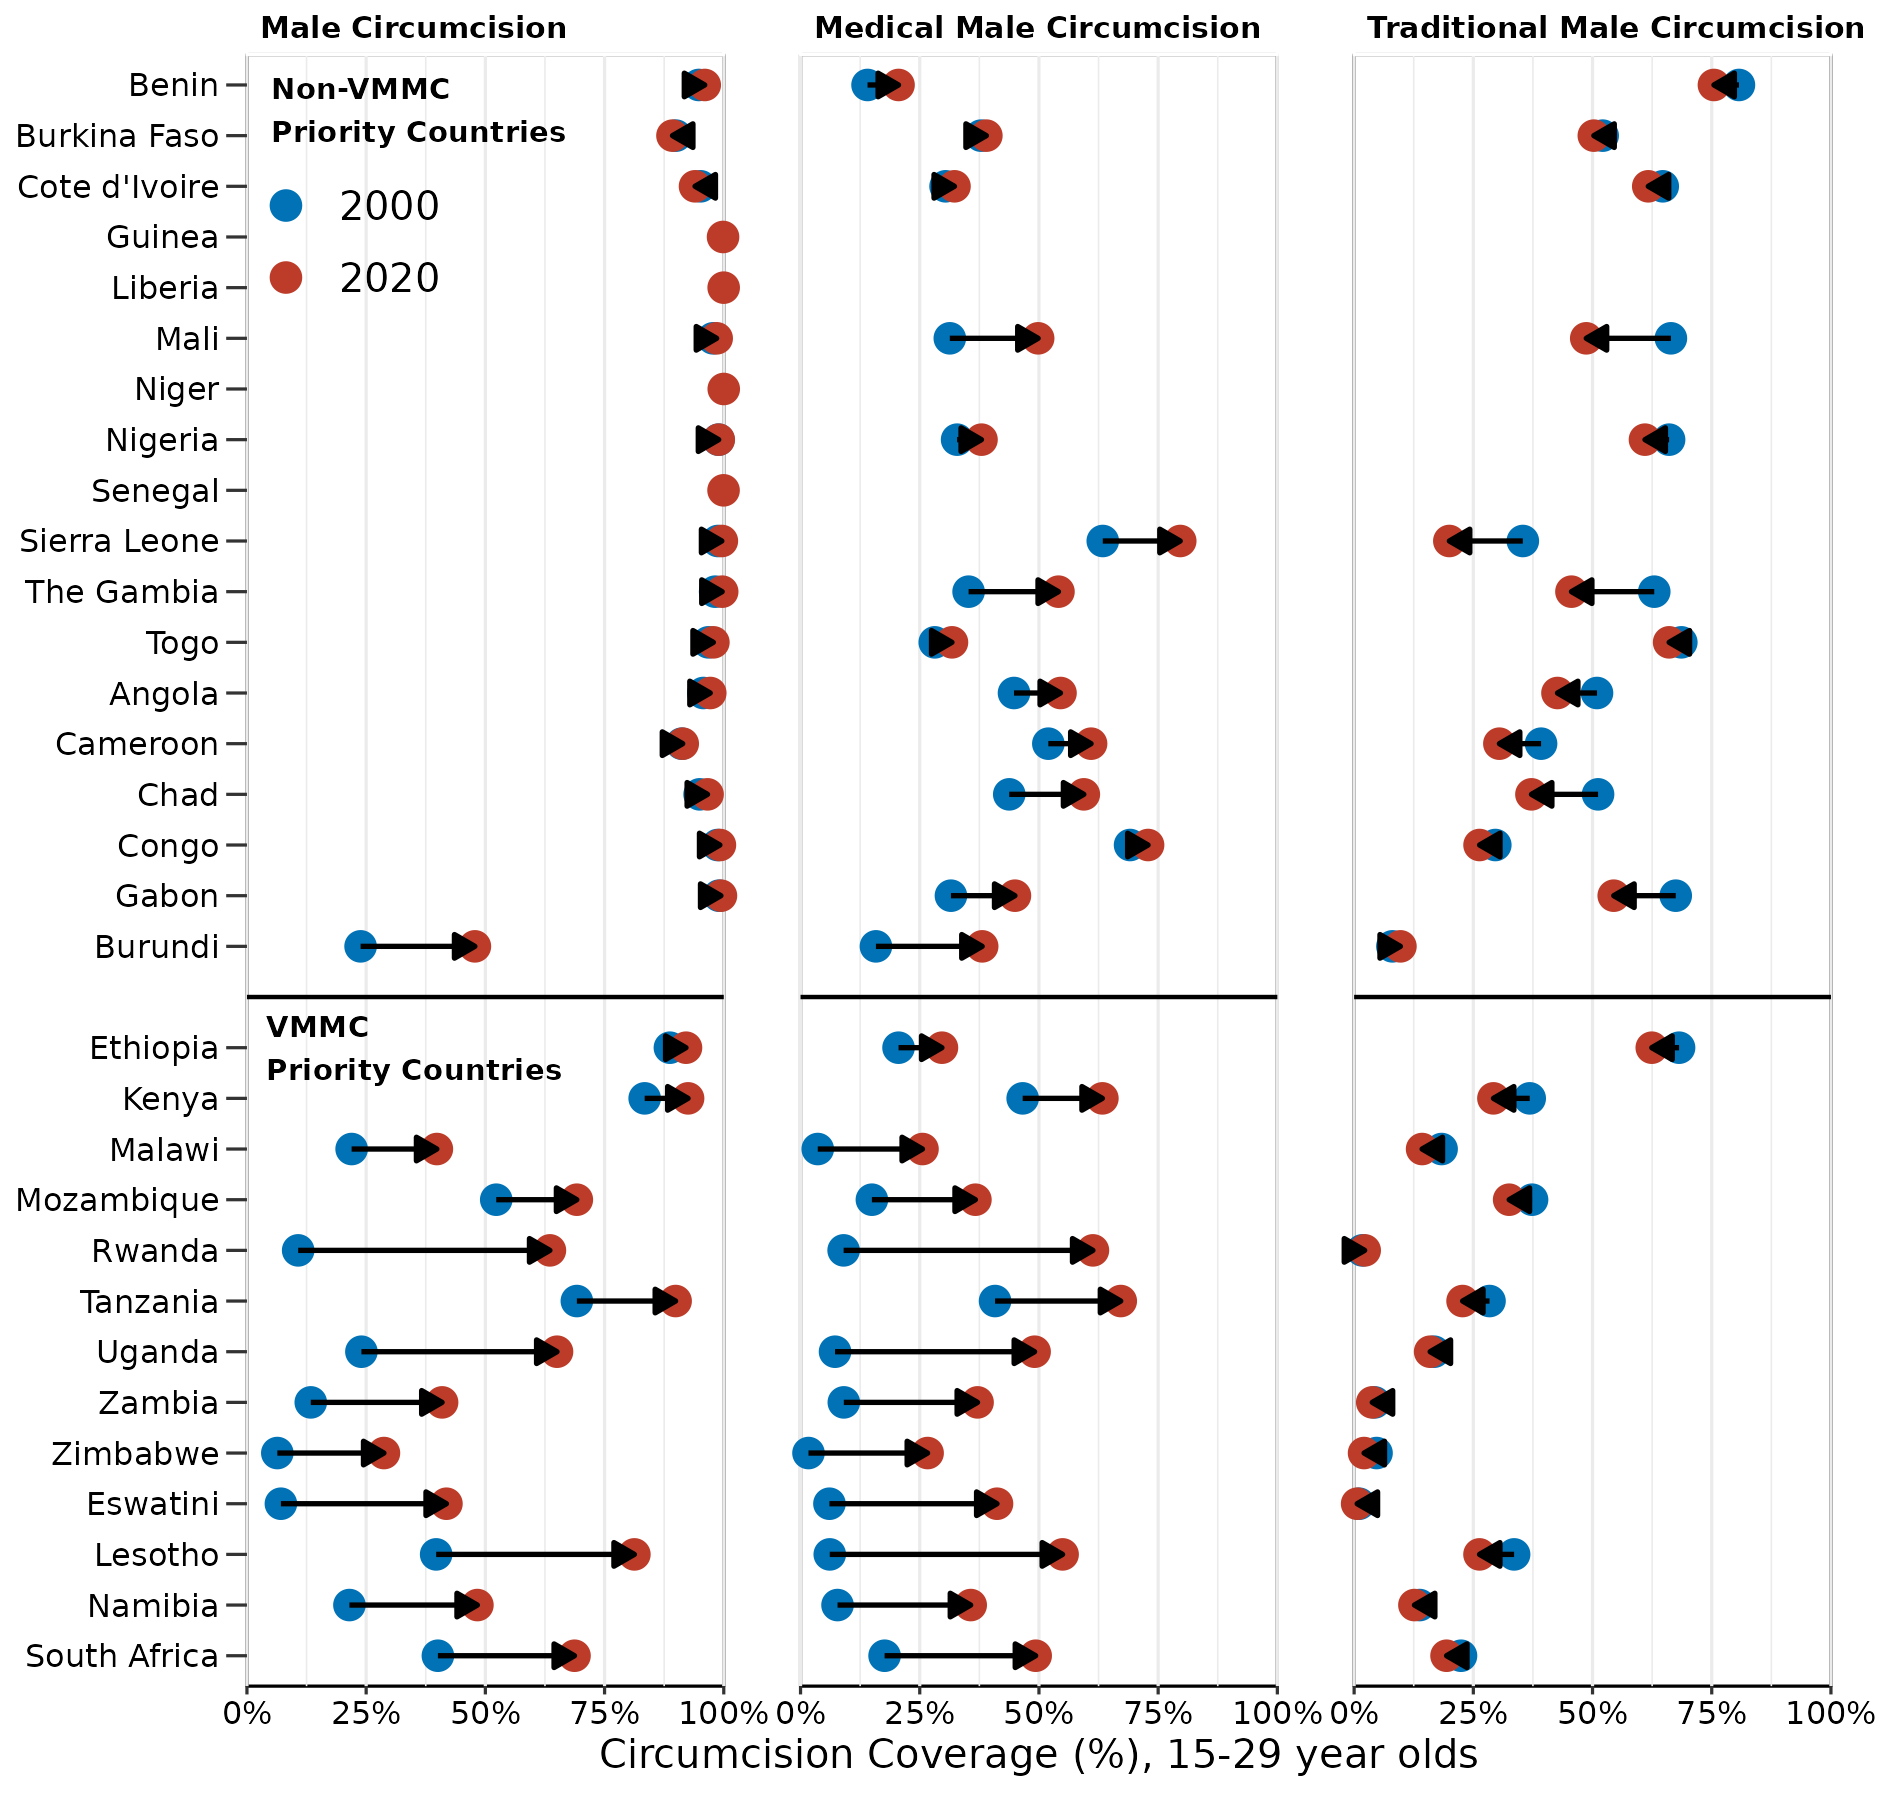 Male Circumcision
Medical Male Circumcision
Traditional Male Circumcision
Benin
Burkina Faso
Cote d'Ivoire
Guinea
Liberia
Mali
Niger
Nigeria
Senegal
Sierra Leone
The Gambia
Togo
Angola
Cameroon
Chad
Congo
Gabon
Burundi
Ethiopia
Kenya
Malawi
Mozambique
Rwanda
Tanzania
Uganda
Zambia
Zimbabwe
Eswatini
Lesotho
Namibia
South Africa
Non-VMMC
Priority Countries
2000
2020
VMMC
Priority Countries
0% 25% 50% 75% 100%
0% 25% 50% 75% 100%
0% 25% 50% 75% 100%
Circumcision Coverage (%), 15-29 year olds